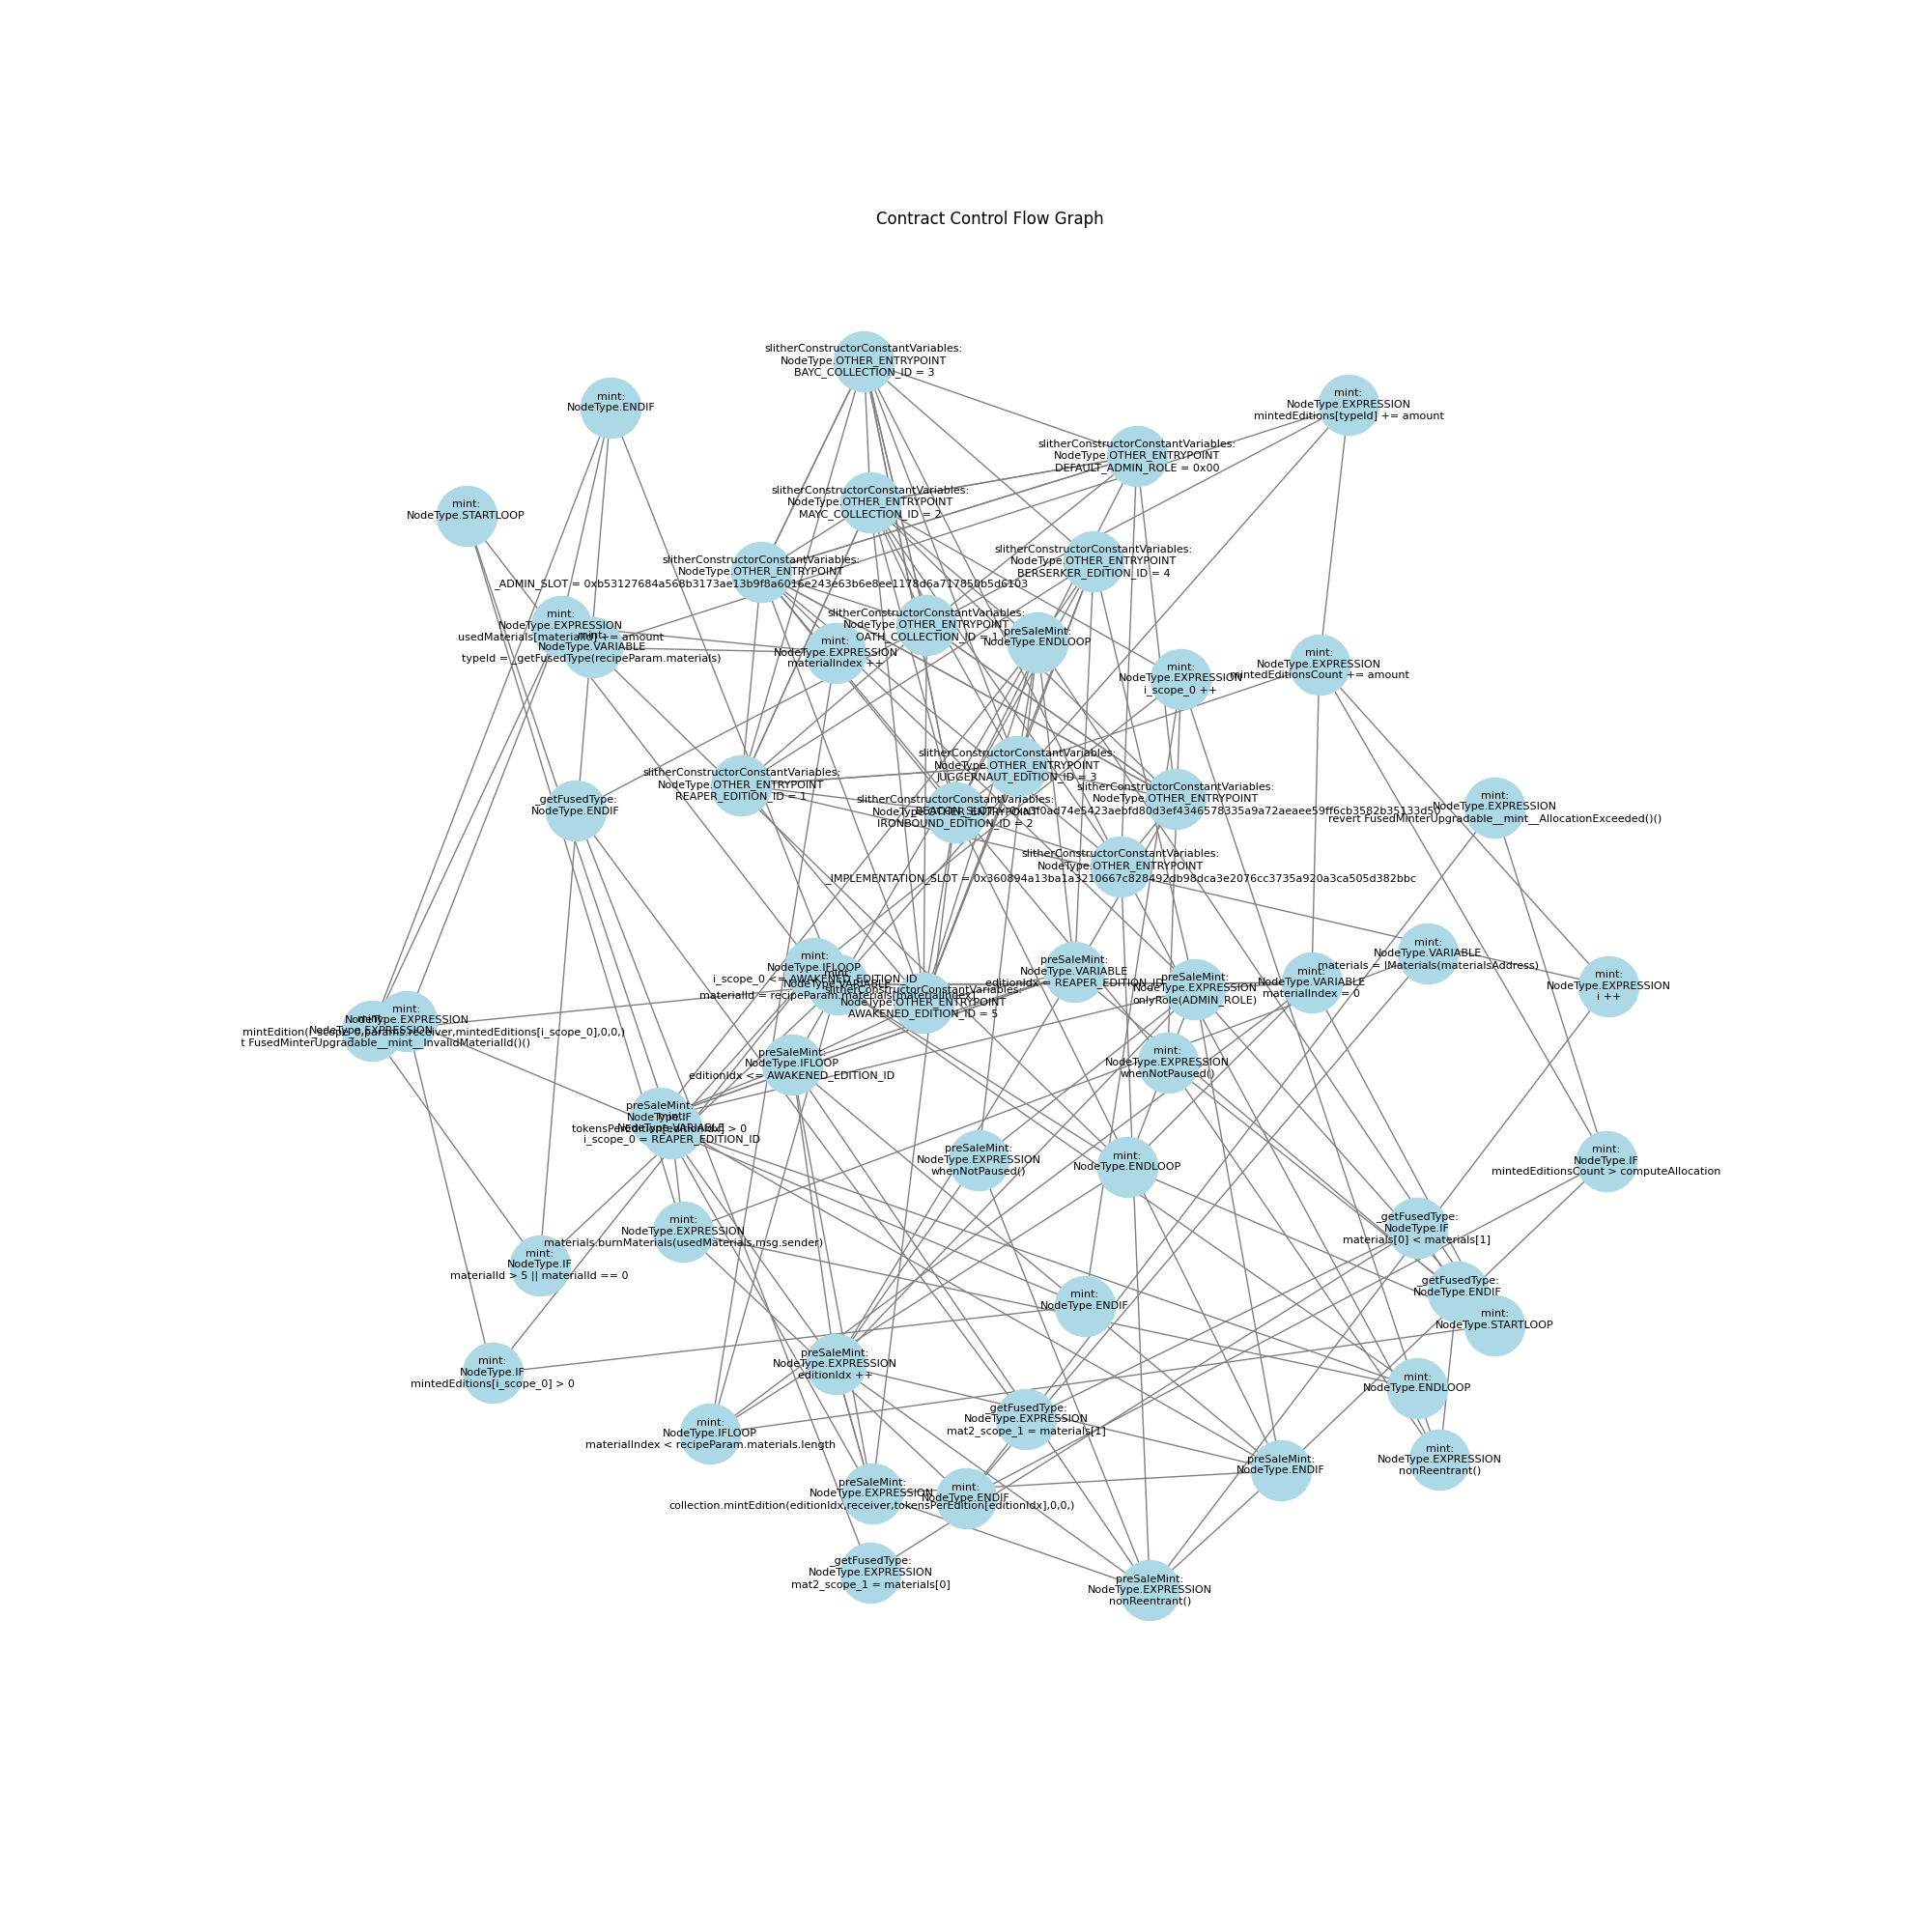 Contract Control Flow Graph
slitherConstructorConstantVariables:
NodeType.OTHER_ENTRYPOINT
BAYC_COLLECTION_ID = 3
mint:
NodeType.ENDIF
mint:
NodeType.EXPRESSION
mintedEditions[typeId] += amount
slitherConstructorConstantVariables:
NodeType.OTHER_ENTRYPOINT
DEFAULT_ADMIN_ROLE = 0x00
slitherConstructorConstantVariables:
NodeType.OTHER_ENTRYPOINT
MAYC_COLLECTION_ID = 2
mint:
NodeType.STARTLOOP
slitherConstructorConstantVariables:
NodeType.OTHER_ENTRYPOINT
BERSERKER_EDITION_ID = 4
slitherConstructorConstantVariables:
NodeType.OTHER_ENTRYPOINT
_ADMIN_SLOT = 0xb53127684a568b3173ae13b9f8a6016e243e63b6e8ee1178d6a717850b5d6103
mint:
NodeType.EXPRESSION
usedMaterials[materialId] += amount
mint:
NodeType.VARIABLE
typeId = _getFusedType(recipeParam.materials)
slitherConstructorConstantVariables:
NodeType.OTHER_ENTRYPOINT
OATH_COLLECTION_ID = 1
preSaleMint:
NodeType.ENDLOOP
mint:
NodeType.EXPRESSION
materialIndex ++
mint:
NodeType.EXPRESSION
i_scope_0 ++
mint:
NodeType.EXPRESSION
mintedEditionsCount += amount
slitherConstructorConstantVariables:
NodeType.OTHER_ENTRYPOINT
JUGGERNAUT_EDITION_ID = 3
slitherConstructorConstantVariables:
NodeType.OTHER_ENTRYPOINT
REAPER_EDITION_ID = 1
slitherConstructorConstantVariables:
NodeType.OTHER_ENTRYPOINT
slitherConstructorConstantVariables:
NodeType.OTHER_ENTRYPOINT
IRONBOUND_EDITION_ID = 2
_getFusedType:
NodeType.ENDIF
mint:
NodeType.EXPRESSION
revert FusedMinterUpgradable__mint__AllocationExceeded()()
slitherConstructorConstantVariables:
NodeType.OTHER_ENTRYPOINT
_IMPLEMENTATION_SLOT = 0x360894a13ba1a3210667c828492db98dca3e2076cc3735a920a3ca505d382bbc
mint:
NodeType.VARIABLE
materials = IMaterials(materialsAddress)
mint:
NodeType.IFLOOP
i_scope_0 <= AWAKENED_EDITION_ID
mint:
NodeType.VARIABLE
materialId = recipeParam.materials[materialIndex]
preSaleMint:
NodeType.VARIABLE
editionIdx = REAPER_EDITION_ID
preSaleMint:
NodeType.EXPRESSION
onlyRole(ADMIN_ROLE)
mint:
NodeType.VARIABLE
materialIndex = 0
mint:
NodeType.EXPRESSION
i ++
slitherConstructorConstantVariables:
NodeType.OTHER_ENTRYPOINT
AWAKENED_EDITION_ID = 5
mint:
NodeType.EXPRESSION
mint:
NodeType.EXPRESSION
t FusedMinterUpgradable__mint__InvalidMaterialId()()
preSaleMint:
NodeType.IFLOOP
editionIdx <= AWAKENED_EDITION_ID
mint:
NodeType.EXPRESSION
whenNotPaused()
preSaleMint:
NodeType.IF
tokensPerEdition[editionIdx] > 0
mint:
NodeType.VARIABLE
i_scope_0 = REAPER_EDITION_ID
preSaleMint:
NodeType.EXPRESSION
whenNotPaused()
mint:
NodeType.ENDLOOP
mint:
NodeType.IF
mintedEditionsCount > computeAllocation
mint:
NodeType.EXPRESSION
materials.burnMaterials(usedMaterials,msg.sender)
_getFusedType:
NodeType.IF
materials[0] < materials[1]
mint:
NodeType.IF
materialId > 5 || materialId == 0
_getFusedType:
NodeType.ENDIF
mint:
NodeType.ENDIF
mint:
NodeType.STARTLOOP
preSaleMint:
NodeType.EXPRESSION
editionIdx ++
mint:
NodeType.IF
mintedEditions[i_scope_0] > 0
mint:
NodeType.ENDLOOP
_getFusedType:
NodeType.EXPRESSION
mat2_scope_1 = materials[1]
mint:
NodeType.IFLOOP
materialIndex < recipeParam.materials.length
mint:
NodeType.EXPRESSION
nonReentrant()
preSaleMint:
NodeType.ENDIF
preSaleMint:
NodeType.EXPRESSION
collection.mintEdition(editionIdx,receiver,tokensPerEdition[editionIdx],0,0,)
mint:
NodeType.ENDIF
_getFusedType:
NodeType.EXPRESSION
mat2_scope_1 = materials[0]
preSaleMint:
NodeType.EXPRESSION
nonReentrant()